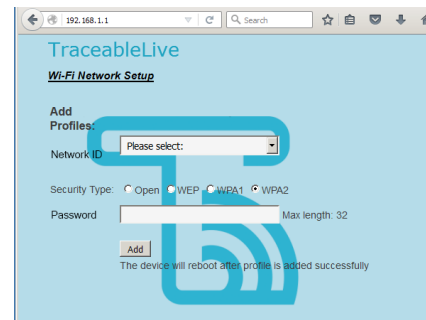 192.168.1.1
Search
TraceableLive
Wi-Fi Network Setup
Add
Profiles:
Network ID
Please select:
Security Type: Open WEP WPA1 WPA2
Password
Max length: 32
Add
The device will reboot after profile is added successfully